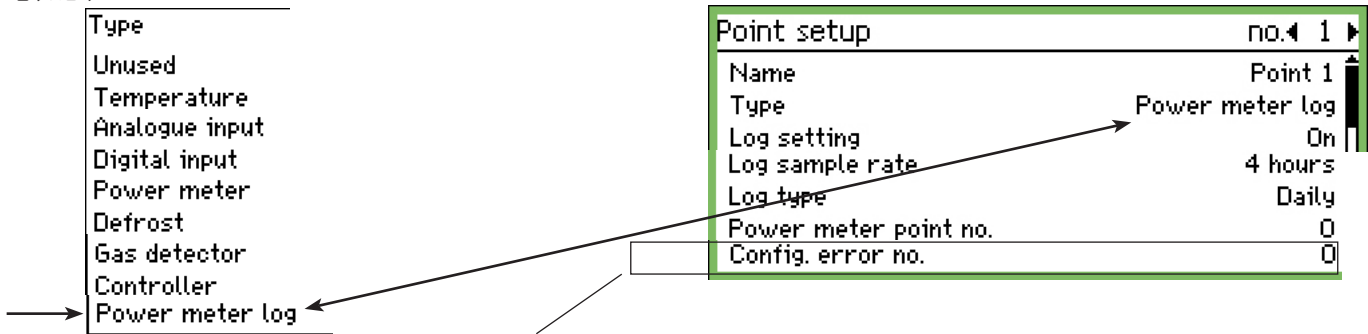 Type
Unused
Temperature
Analogue input
Digital input
Power meter
Defrost
Gas detector
Controller
Power meter log
Point setup no. 1
Name Point 1
Type Power meter log
Log setting On
Log sample rate 4 hours
Log type Daily
Power meter point no. 0
Config. error no. 0